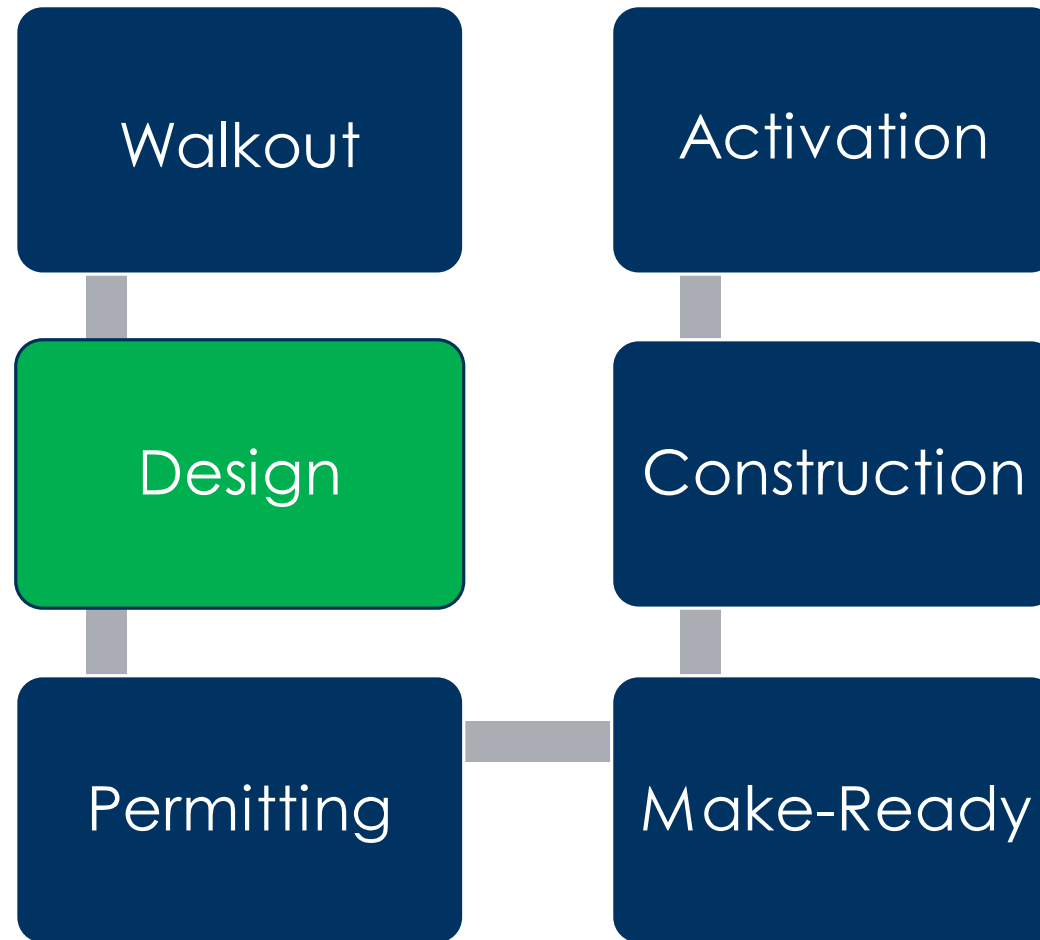 Walkout
Design
Permitting
Make-Ready
Construction
Activation